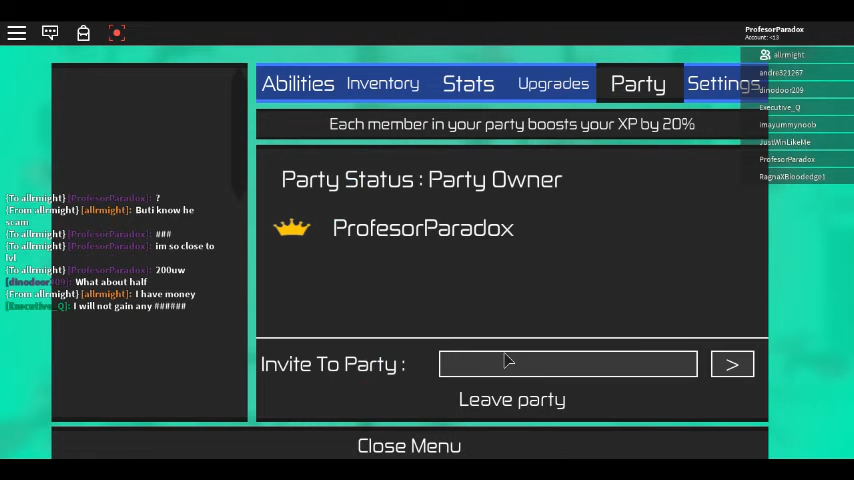 ProfesorParadox
Account: <13
allrmight
andre321267
dinodoor209
Executive_Q
imayummynoob
JustWinLikeMe
ProfesorParadox
RagnaXBloodedge1
Abilities Inventory Stats Upgrades Party Settings
Each member in your party boosts your XP by 20%
Party Status : Party Owner
ProfesorParadox
{To allrmight} [ProfesorParadox]: ?
{From allrmight} [allrmight]: Buti know he
scam
{To allrmight} [ProfesorParadox]: ###
{To allrmight} [ProfesorParadox]: im so close to
lvl
{To allrmight} [ProfesorParadox]: 200uw
[dinodoor209]: What about half
{From allrmight} [allrmight]: I have money
[Executive_Q]: I will not gain any ######
Invite To Party :
>
Leave party
Close Menu